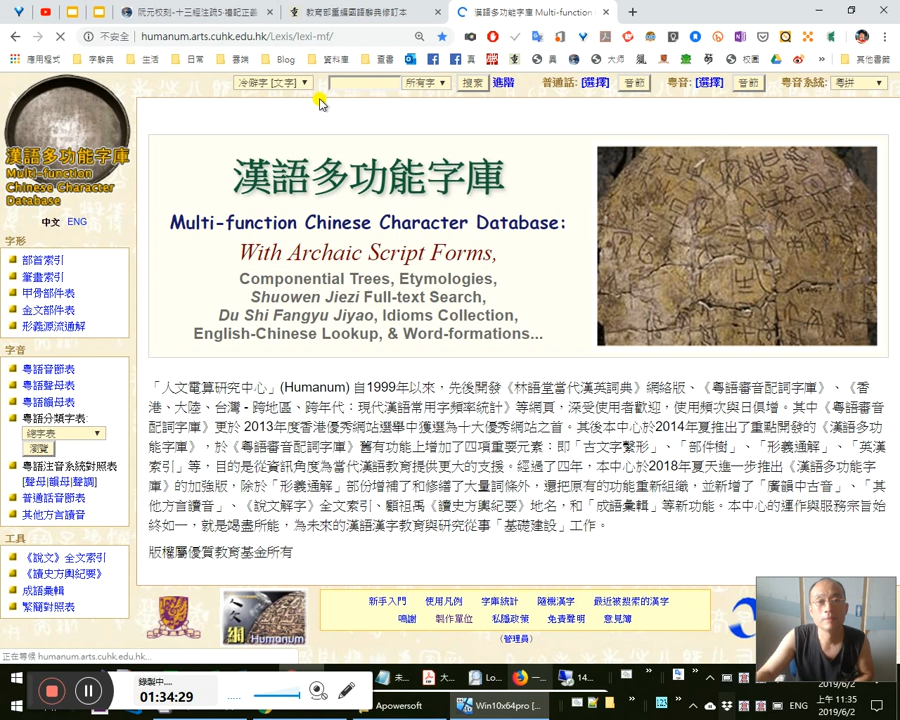 阮元校刻-十三經注疏5-禮記正義
教育部重編國語辭典修訂本
漢語多功能字庫 Multi-function
不安全 | humanum.arts.cuhk.edu.hk/Lexis/lexi-mf/
應用程式 字辭典 生活 日常 雲端 Blog 資料庫 查書 真 大師 校園 » 其他書籤
冷僻字 [文字] 所有字 搜索 進階 普通話: [選擇] 音節 粵音: [選擇] 音節 粵音系統: 粵拼
漢語多功能字庫
Multi-function
Chinese Character
Database
中文 ENG
字形
部首索引
筆畫索引
甲骨部件表
金文部件表
形義源流通解
字音
粵語音節表
粵語聲母表
粵語韻母表
粵語分類字表:
總字表
瀏覽
粵語注音系統對照表
[聲母|韻母|聲調]
普通話音節表
其他方言讀音
工具
《說文》全文索引
《讀史方輿紀要》
成語彙輯
繁簡對照表
漢語多功能字庫
Multi-function Chinese Character Database:
With Archaic Script Forms,
Componential Trees, Etymologies,
Shuowen Jiezi Full-text Search,
Du Shi Fangyu Jiyao, Idioms Collection,
English-Chinese Lookup, & Word-formations...
「人文電算研究中心」(Humanum) 自1999年以來，先後開發《林語堂當代漢英詞典》網絡版、《粵語審音配詞字庫》、《香
港、大陸、台灣 - 跨地區、跨年代：現代漢語常用字頻率統計》等網頁，深受使用者歡迎，使用頻次與日俱增。其中《粵語審音
配詞字庫》更於 2013年度香港優秀網站選舉中獲選為十大優秀網站之首。其後本中心於2014年夏推出了重點開發的《漢語多功
能字庫》，於《粵語審音配詞字庫》舊有功能上增加了四項重要元素：即「古文字繫形」、「部件樹」、「形義通解」、「英漢
索引」等，目的是從資訊角度為當代漢語教育提供更大的支援。經過了四年，本中心於2018年夏天進一步推出《漢語多功能字
庫》的加強版，除於「形義通解」部份增補了和修繕了大量詞條外，還把原有的功能重新組織，並新增了「廣韻中古音」、「其
他方言讀音」、《說文解字》全文索引、顧祖禹《讀史方輿紀要》地名，和「成語彙輯」等新功能。本中心的運作與服務宗旨始
終如一，就是竭盡所能，為未來的漢語漢字教育與研究從事「基礎建設」工作。
版權屬優質教育基金所有
Humanum
新手入門 使用凡例 字庫統計 隨機漢字 最近被搜索的漢字
鳴謝 製作單位 私隱政策 免責聲明 意見簿
(管理員)
正在等候 humanum.arts.cuhk.edu.hk...
錄製中....
01:34:29
未... 大... Lo... 一... 14...
Apowersoft Win10x64pro [...
ENG
2019/6/2
上午 11:35
2019/6/2